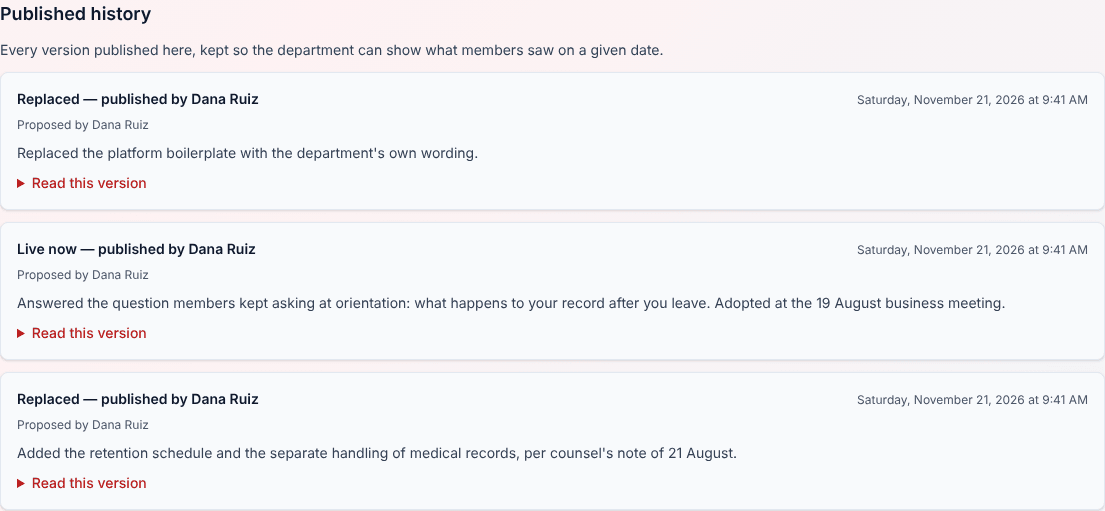 Published history
Every version published here, kept so the department can show what members saw on a given date.
Replaced — published by Dana Ruiz
Saturday, November 21, 2026 at 9:41 AM
Proposed by Dana Ruiz
Replaced the platform boilerplate with the department's own wording.
Read this version
Live now — published by Dana Ruiz
Saturday, November 21, 2026 at 9:41 AM
Proposed by Dana Ruiz
Answered the question members kept asking at orientation: what happens to your record after you leave. Adopted at the 19 August business meeting.
Read this version
Replaced — published by Dana Ruiz
Saturday, November 21, 2026 at 9:41 AM
Proposed by Dana Ruiz
Added the retention schedule and the separate handling of medical records, per counsel's note of 21 August.
Read this version